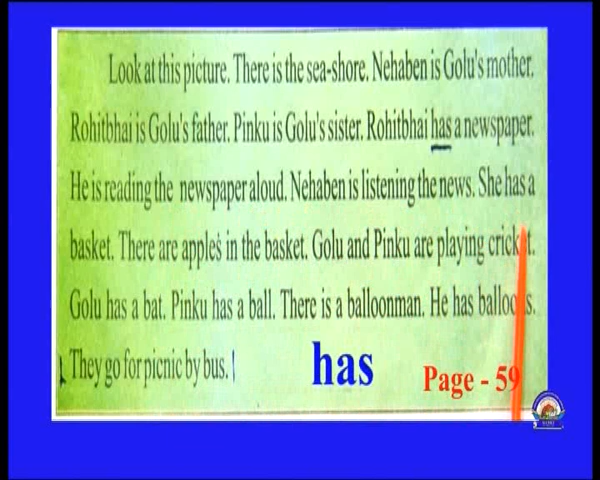 Look at this picture. There is the sea-shore. Nehaben is Golu's mother.
Rohitbhai is Golu's father. Pinku is Golu's sister. Rohitbhai has a newspaper.
He is reading the newspaper aloud. Nehaben is listening the news. She has a
basket. There are apples in the basket. Golu and Pinku are playing cricket.
Golu has a bat. Pinku has a ball. There is a balloonman. He has balloons.
They go for picnic by bus.
has
Page - 59